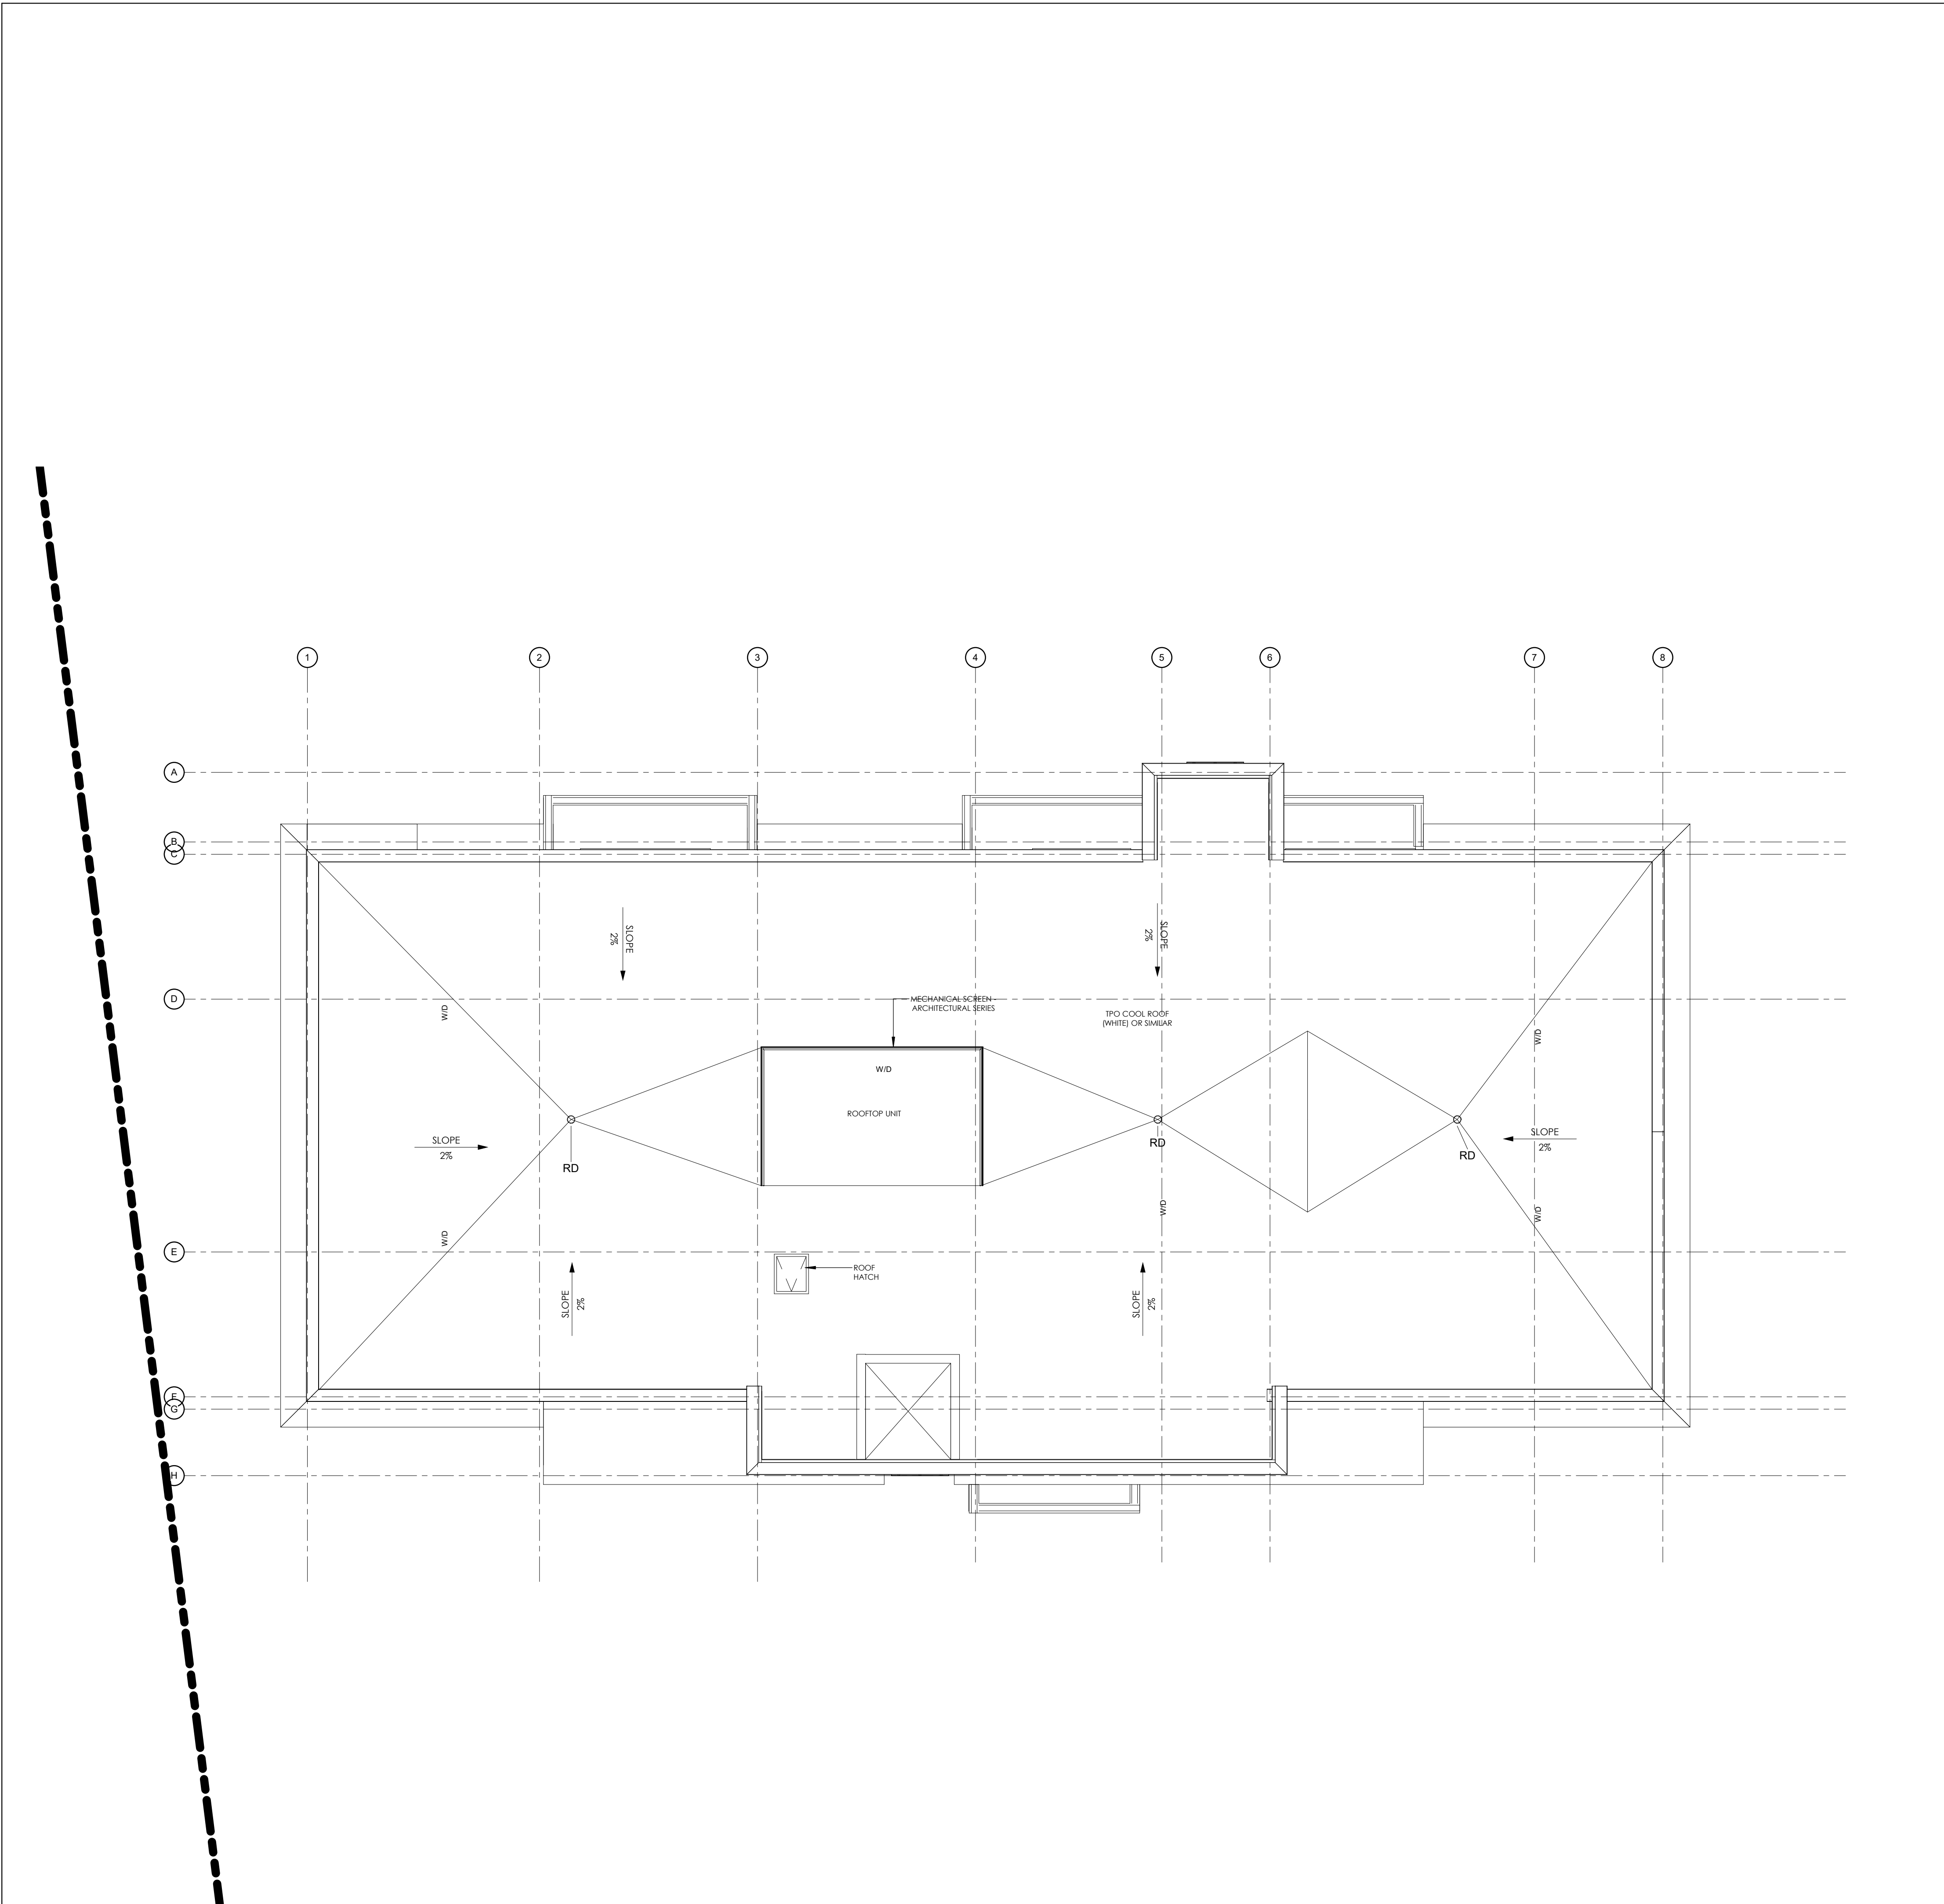 1
2
3
4
5
6
7
8
A
B
C
SLOPE
2%
SLOPE
2%
D
W/D
MECHANICAL SCREEN -
ARCHITECTURAL SERIES
TPO COOL ROOF
(WHITE) OR SIMILIAR
W/D
W/D
ROOFTOP UNIT
SLOPE
2%
RD
RD
RD
SLOPE
2%
W/D
W/D
W/D
E
ROOF
HATCH
SLOPE
2%
SLOPE
2%
F
G
H